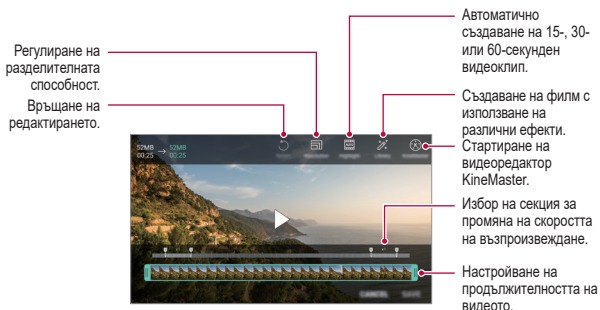 Автоматично
създаване на 15-, 30-
или 60-секунден
видеоклип.
Регулиране на
разделителната
способност.
Създаване на филм с
използване на
различни ефекти.
Връщане на
редактирането.
Стартиране на
видеоредактор
KineMaster.
52MB → 52MB
00:25 00:25
Избор на секция за
промяна на скоростта
на възпроизвеждане.
Настройване на
продължителността на
видеото.
CANCEL SAVE